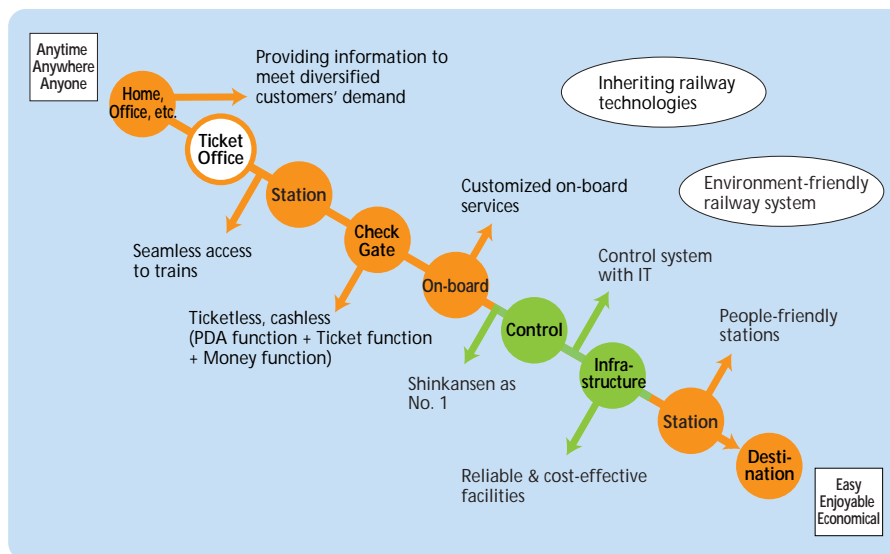 Anytime
Anywhere
Anyone
Providing information to
meet diversified
customers' demand
Home,
Office, etc.
Inheriting railway
technologies
Ticket
Office
Station
Customized on-board
services
Environment-friendly
railway system
Seamless access
to trains
Check
Gate
Control system
with IT
On-board
Ticketless, cashless
(PDA function + Ticket function
+ Money function)
Control
People-friendly
stations
Shinkansen as
No. 1
Infra-
structure
Station
Reliable & cost-effective
facilities
Desti-
nation
Easy
Enjoyable
Economical